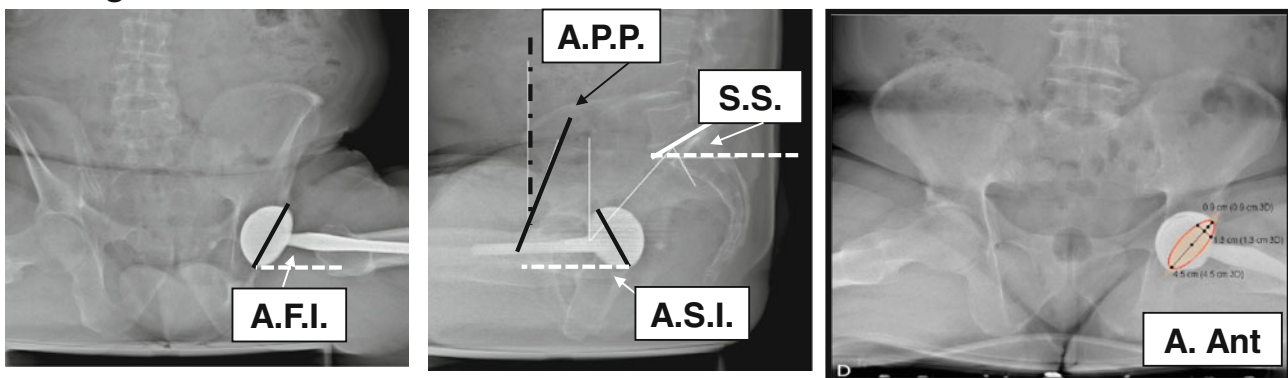 A.P.P.
S.S.
A.F.I.
A.S.I.
0.9 cm (0.9 cm 3D)
1.3 cm (1.3 cm 3D)
4.5 cm (4.5 cm 3D)
A. Ant
D